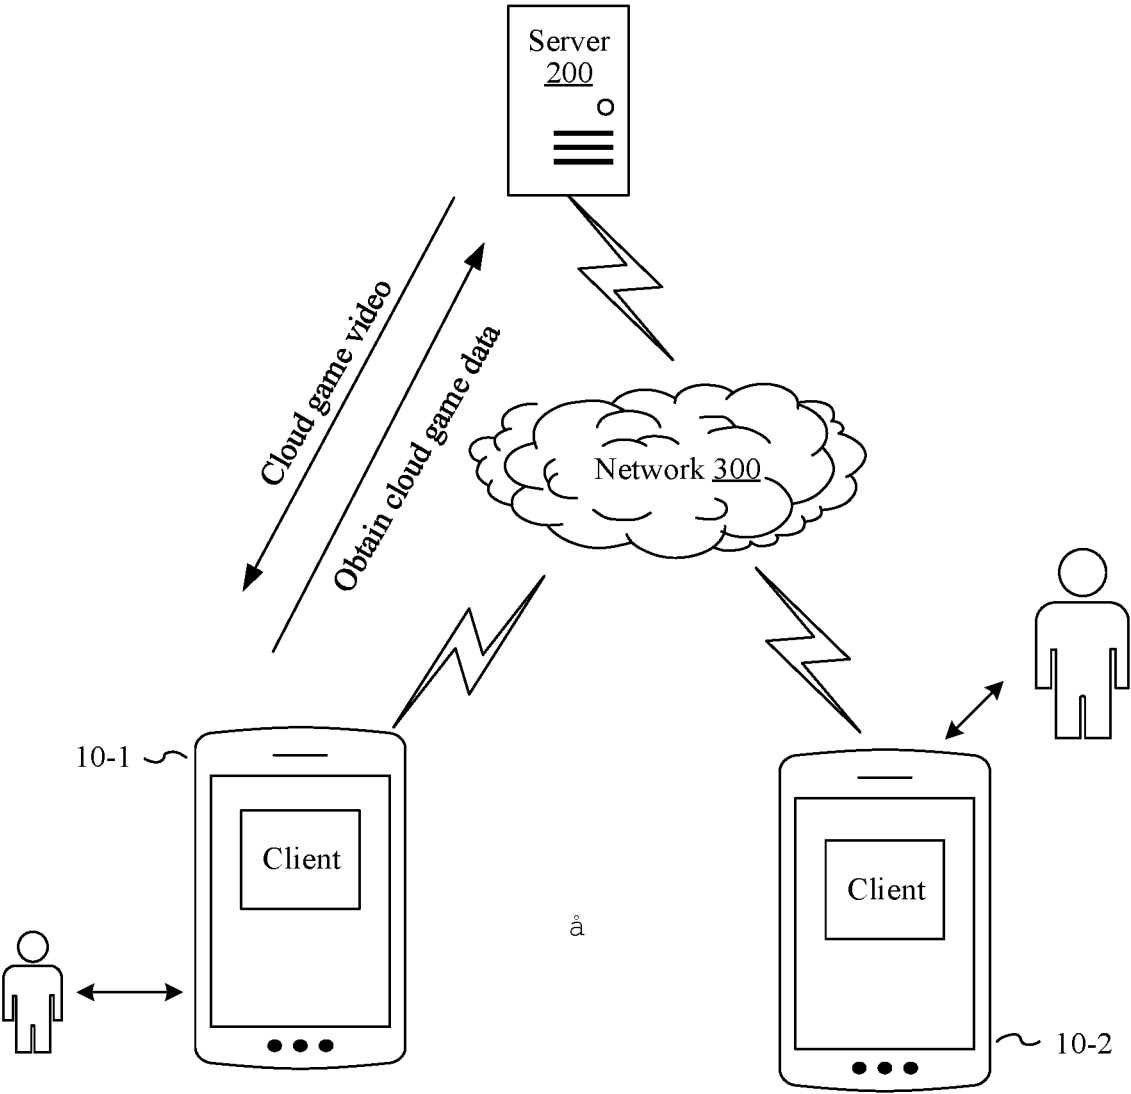 Server
200
Cloud game video
Obtain cloud game data
Network 300
10-1
Client
Client
å
10-2